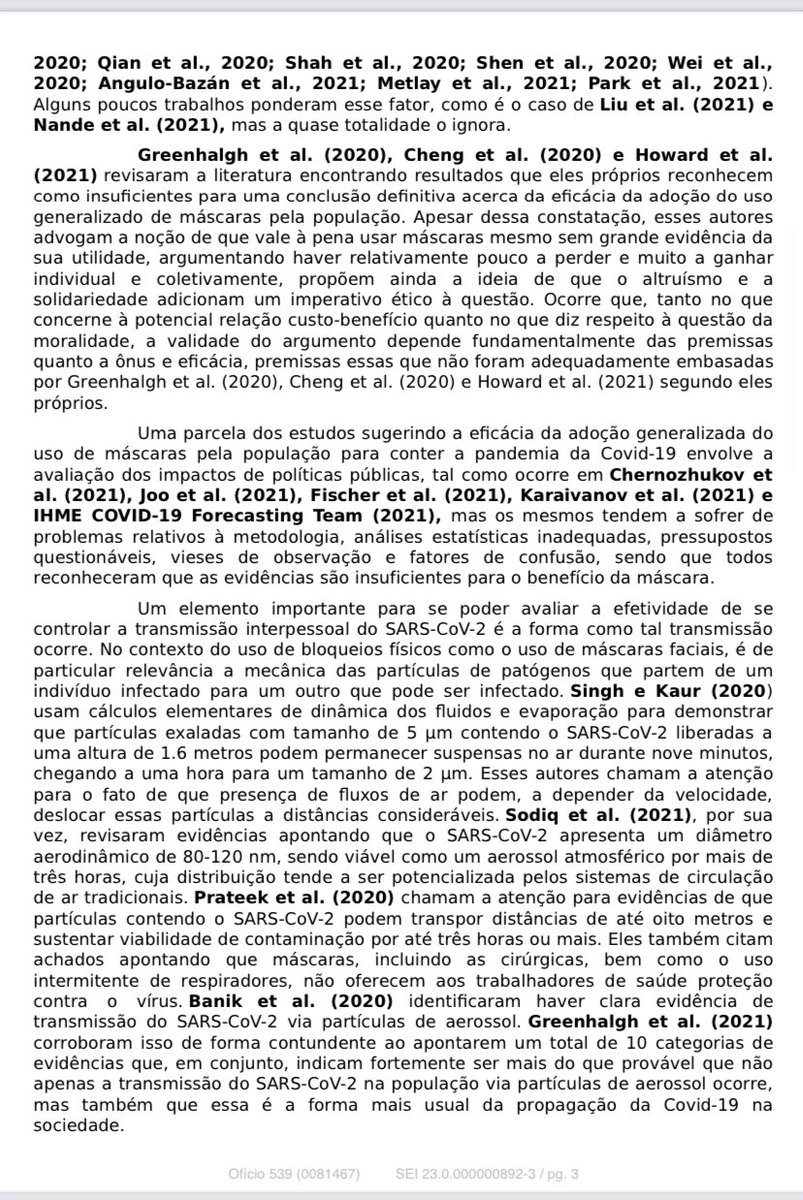 2020; Qian et al., 2020; Shah et al., 2020; Shen et al., 2020; Wei et al.,
2020; Angulo-Bazán et al., 2021; Metlay et al., 2021; Park et al., 2021).
Alguns poucos trabalhos ponderam esse fator, como é o caso de Liu et al. (2021) e
Nande et al. (2021), mas a quase totalidade o ignora.
Greenhalgh et al. (2020), Cheng et al. (2020) e Howard et al.
(2021) revisaram a literatura encontrando resultados que eles próprios reconhecem
como insuficientes para uma conclusão definitiva acerca da eficácia da adoção do uso
generalizado de máscaras pela população. Apesar dessa constatação, esses autores
advogam a noção de que vale à pena usar máscaras mesmo sem grande evidência da
sua utilidade, argumentando haver relativamente pouco a perder e muito a ganhar
individual e coletivamente, propõem ainda a ideia de que o altruísmo e a
solidariedade adicionam um imperativo ético à questão. Ocorre que, tanto no que
concerne à potencial relação custo-benefício quanto no que diz respeito à questão da
moralidade, a validade do argumento depende fundamentalmente das premissas
quanto a ônus e eficácia, premissas essas que não foram adequadamente embasadas
por Greenhalgh et al. (2020), Cheng et al. (2020) e Howard et al. (2021) segundo eles
próprios.
Uma parcela dos estudos sugerindo a eficácia da adoção generalizada do
uso de máscaras pela população para conter a pandemia da Covid-19 envolve a
avaliação dos impactos de políticas públicas, tal como ocorre em Chernozhukov et
al. (2021), Joo et al. (2021), Fischer et al. (2021), Karaivanov et al. (2021) e
IHME COVID-19 Forecasting Team (2021), mas os mesmos tendem a sofrer de
problemas relativos à metodologia, análises estatísticas inadequadas, pressupostos
questionáveis, vieses de observação e fatores de confusão, sendo que todos
reconheceram que as evidências são insuficientes para o benefício da máscara.
Um elemento importante para se poder avaliar a efetividade de se
controlar a transmissão interpessoal do SARS-CoV-2 é a forma como tal transmissão
ocorre. No contexto do uso de bloqueios físicos como o uso de máscaras faciais, é de
particular relevância a mecânica das partículas de patógenos que partem de um
indivíduo infectado para um outro que pode ser infectado. Singh e Kaur (2020)
usam cálculos elementares de dinâmica dos fluidos e evaporação para demonstrar
que partículas exaladas com tamanho de 5 μm contendo o SARS-CoV-2 liberadas a
uma altura de 1.6 metros podem permanecer suspensas no ar durante nove minutos,
chegando a uma hora para um tamanho de 2 μm. Esses autores chamam a atenção
para o fato de que presença de fluxos de ar podem, a depender da velocidade,
deslocar essas partículas a distâncias consideráveis. Sodiq et al. (2021), por sua
vez, revisaram evidências apontando que o SARS-CoV-2 apresenta um diâmetro
aerodinâmico de 80-120 nm, sendo viável como um aerossol atmosférico por mais de
três horas, cuja distribuição tende a ser potencializada pelos sistemas de circulação
de ar tradicionais. Prateek et al. (2020) chamam a atenção para evidências de que
partículas contendo o SARS-CoV-2 podem transpor distâncias de até oito metros e
sustentar viabilidade de contaminação por até três horas ou mais. Eles também citam
achados apontando que máscaras, incluindo as cirúrgicas, bem como o uso
intermitente de respiradores, não oferecem aos trabalhadores de saúde proteção
contra o vírus. Banik et al. (2020) identificaram haver clara evidência de
transmissão do SARS-CoV-2 via partículas de aerossol. Greenhalgh et al. (2021)
corroboram isso de forma contundente ao apontarem um total de 10 categorias de
evidências que, em conjunto, indicam fortemente ser mais do que provável que não
apenas a transmissão do SARS-CoV-2 na população via partículas de aerossol ocorre,
mas também que essa é a forma mais usual da propagação da Covid-19 na
sociedade.
Ofício 539 (0081467) SEI 23.0.000000892-3 / pg. 3